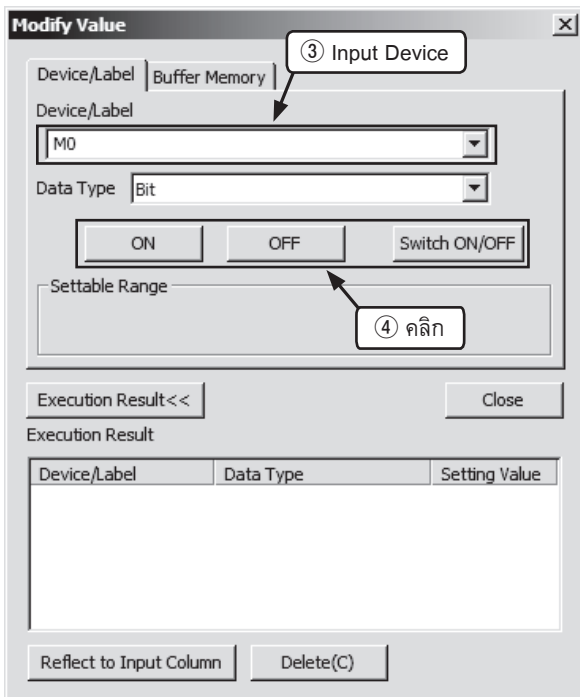 Modify Value
③ Input Device
Device/Label Buffer Memory
Device/Label
M0
Data Type Bit
ON OFF Switch ON/OFF
Settable Range
④ คลิก
Execution Result<< Close
Execution Result
Device/Label Data Type Setting Value
Reflect to Input Column Delete(C)